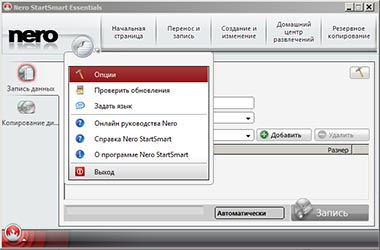 Nero StartSmart Essentials
nero
Начальная страница
Перенос и запись
Создание и изменение
Домашний центр развлечений
Резервное копирование
Запись данных
Копирование ди...
Опции
Проверить обновления
Задать язык
Онлайн руководства Nero
Справка Nero StartSmart
О программе Nero StartSmart
Выход
Добавить
Удалить
Размер
Автоматически
Запись